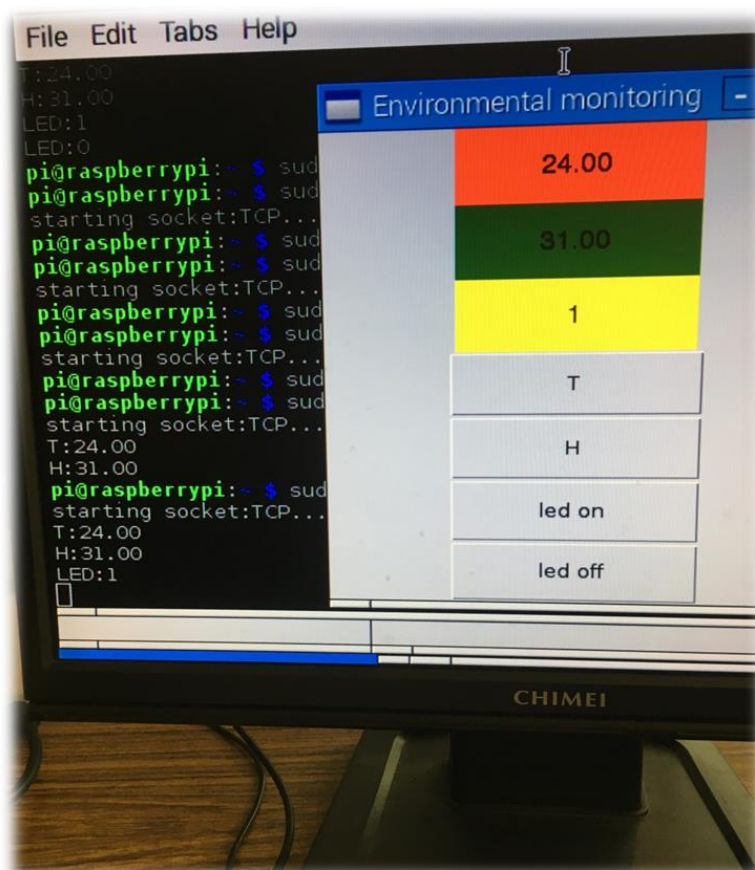 File Edit Tabs Help
T:24.00
H:31.00
LED:1
LED:0
pi@raspberrypi:~ $ sud
pi@raspberrypi:~ $ sud
starting socket:TCP...
pi@raspberrypi:~ $ sud
pi@raspberrypi:~ $ sud
starting socket:TCP...
pi@raspberrypi:~ $ sud
pi@raspberrypi:~ $ sud
starting socket:TCP...
pi@raspberrypi:~ $ sud
pi@raspberrypi:~ $ sud
starting socket:TCP...
T:24.00
H:31.00
pi@raspberrypi:~ $ sud
starting socket:TCP...
T:24.00
H:31.00
LED:1
Environmental monitoring
24.00
31.00
1
T
H
led on
led off
CHIMEI